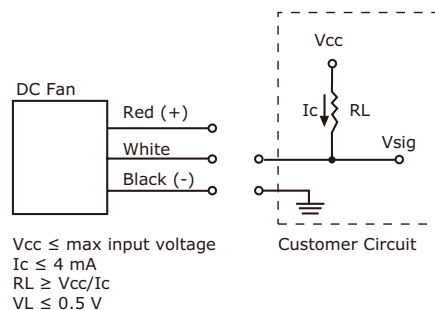 Vcc
DC Fan
Ic RL
Red (+)
Vsig
White
Black (-)
Vcc ≤ max input voltage
Customer Circuit
Ic ≤ 4 mA
RL ≥ Vcc/Ic
VL ≤ 0.5 V